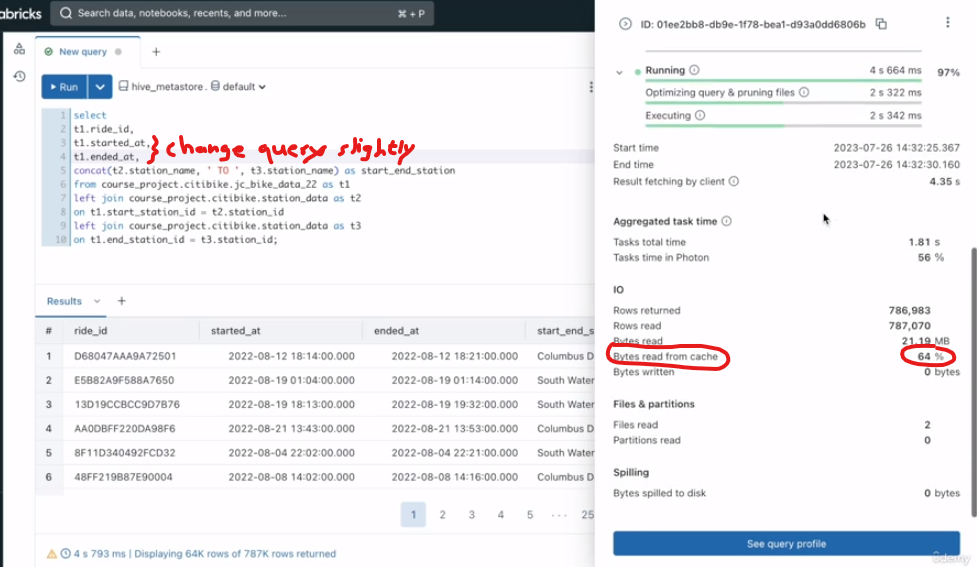 abricks
Search data, notebooks, recents, and more...
⌘ + P
New query
+
Run
hive_metastore . default
1 select
2 t1.ride_id,
3 t1.started_at,
4 t1.ended_at,
} change query slightly
5 concat(t2.station_name, ' TO ', t3.station_name) as start_end_station
6 from course_project.citibike.jc_bike_data_22 as t1
7 left join course_project.citibike.station_data as t2
8 on t1.start_station_id = t2.station_id
9 left join course_project.citibike.station_data as t3
10 on t1.end_station_id = t3.station_id;
Results +
# ride_id started_at ended_at start_end_s
1 D68047AAA9A72501 2022-08-12 18:14:00.000 2022-08-12 18:21:00.000 Columbus D
2 E5B82A9F588A7650 2022-08-19 01:04:00.000 2022-08-19 01:14:00.000 South Water
3 13D19CCBCC9D7B76 2022-08-19 18:13:00.000 2022-08-19 19:32:00.000 South Water
4 AA0DBFF220DA98F6 2022-08-21 13:43:00.000 2022-08-21 13:53:00.000 Columbus D
5 8F11D340492FCD32 2022-08-04 22:02:00.000 2022-08-04 22:21:00.000 South Water
6 48FF219B87E90004 2022-08-08 14:02:00.000 2022-08-08 14:16:00.000 Columbus D
1 2 3 4 5 ··· 25
4 s 793 ms | Displaying 64K rows of 787K rows returned
ID: 01ee2bb8-db9e-1f78-bea1-d93a0dd6806b
Running 4 s 664 ms 97%
Optimizing query & pruning files 2 s 322 ms
Executing 2 s 342 ms
Start time 2023-07-26 14:32:25.367
End time 2023-07-26 14:32:30.160
Result fetching by client 4.35 s
Aggregated task time
Tasks total time 1.81 s
Tasks time in Photon 56 %
IO
Rows returned 786,983
Rows read 787,070
Bytes read 21.19 MB
Bytes read from cache 64 %
Bytes written 0 bytes
Files & partitions
Files read 2
Partitions read 0
Spilling
Bytes spilled to disk 0 bytes
See query profile
Udemy